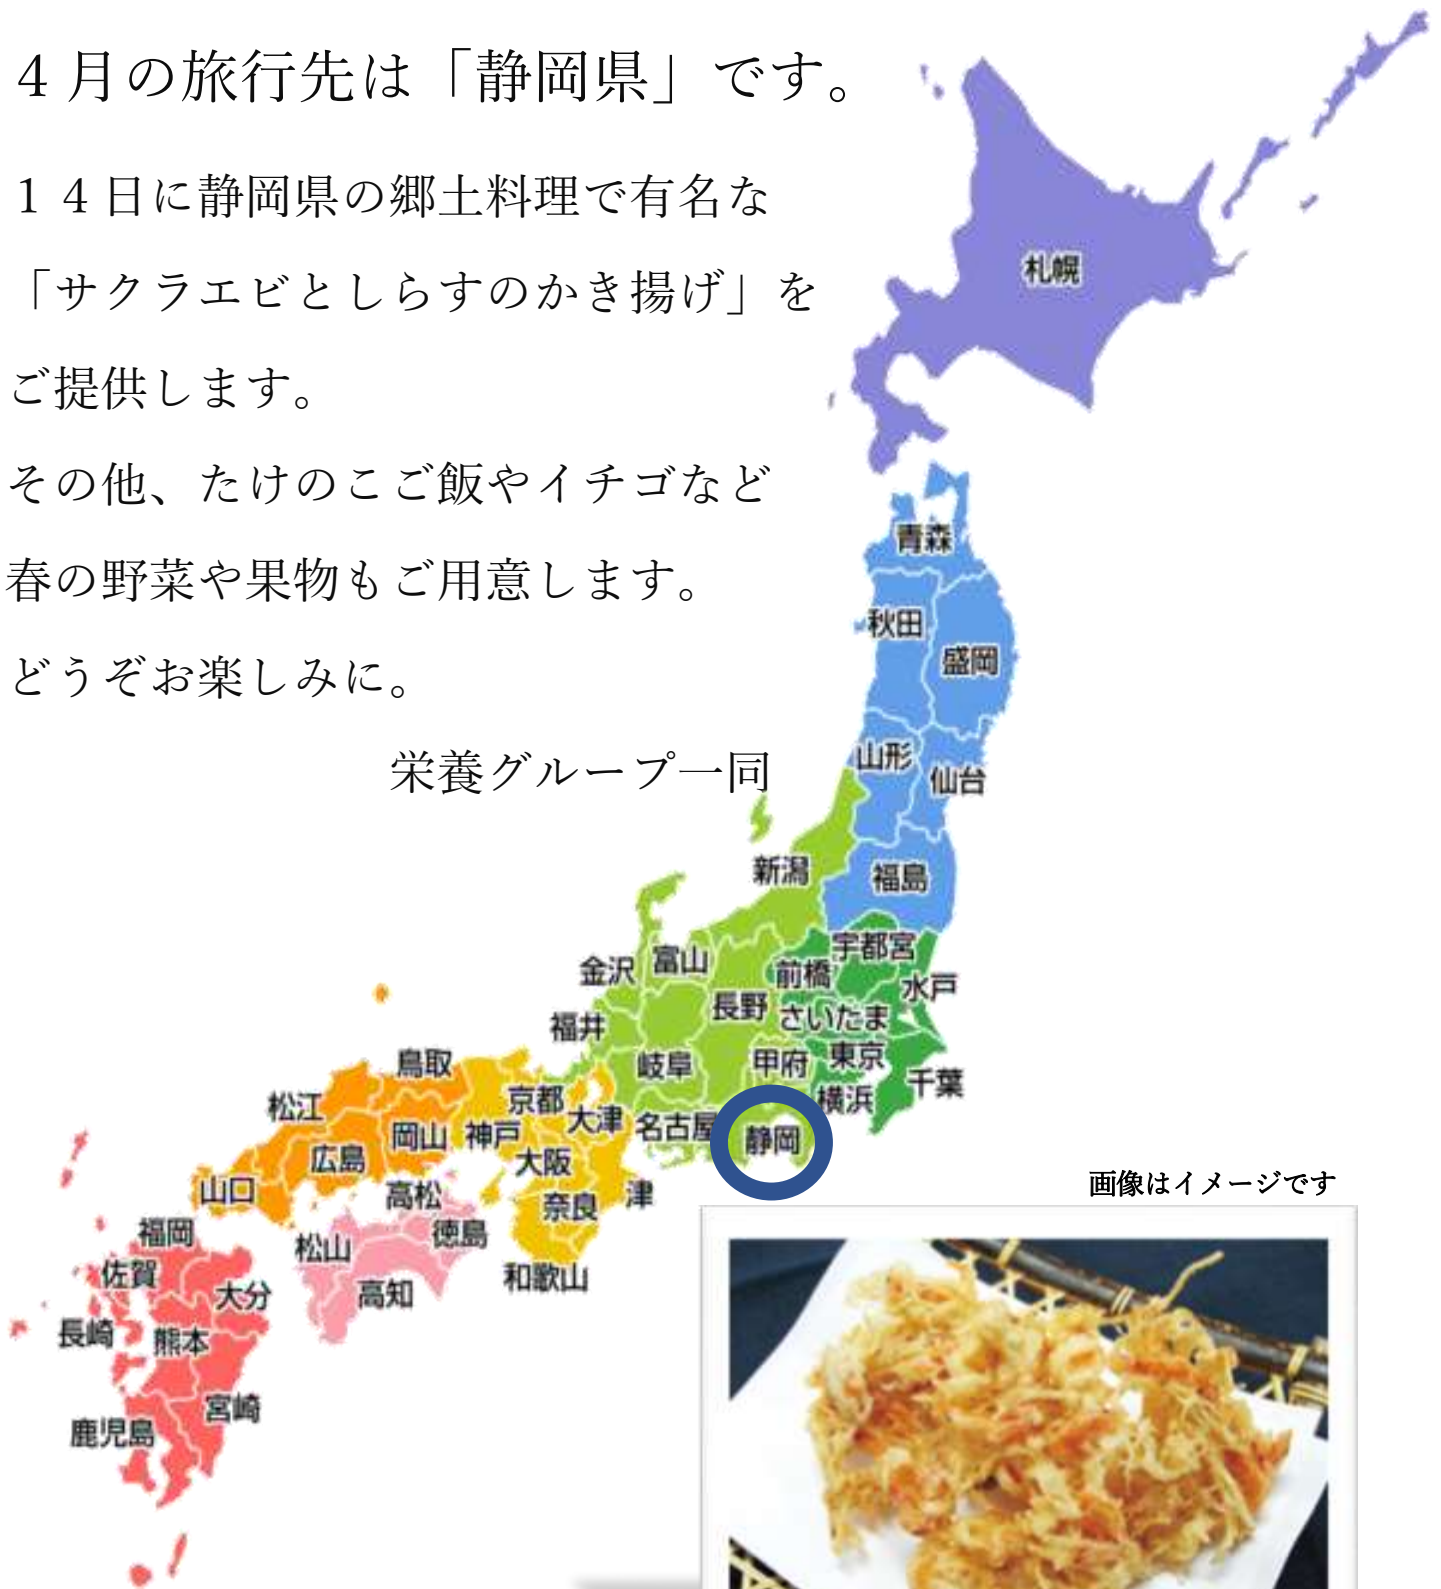 ４月の旅行先は「静岡県」です。
１４日に静岡県の郷土料理で有名な
「サクラエビとしらすのかき揚げ」を
ご提供します。
その他、たけのこご飯やイチゴなど
春の野菜や果物もご用意します。
どうぞお楽しみに。
栄養グループ一同
札幌
青森
秋田
盛岡
山形
仙台
新潟
福島
宇都宮
金沢
富山
前橋
水戸
長野
さいたま
福井
岐阜
甲府
東京
千葉
鳥取
京都
大津
名古屋
静岡
横浜
松江
岡山
神戸
広島
大阪
山口
高松
奈良
津
福岡
松山
徳島
佐賀
大分
高知
和歌山
長崎
熊本
宮崎
鹿児島
画像はイメージです